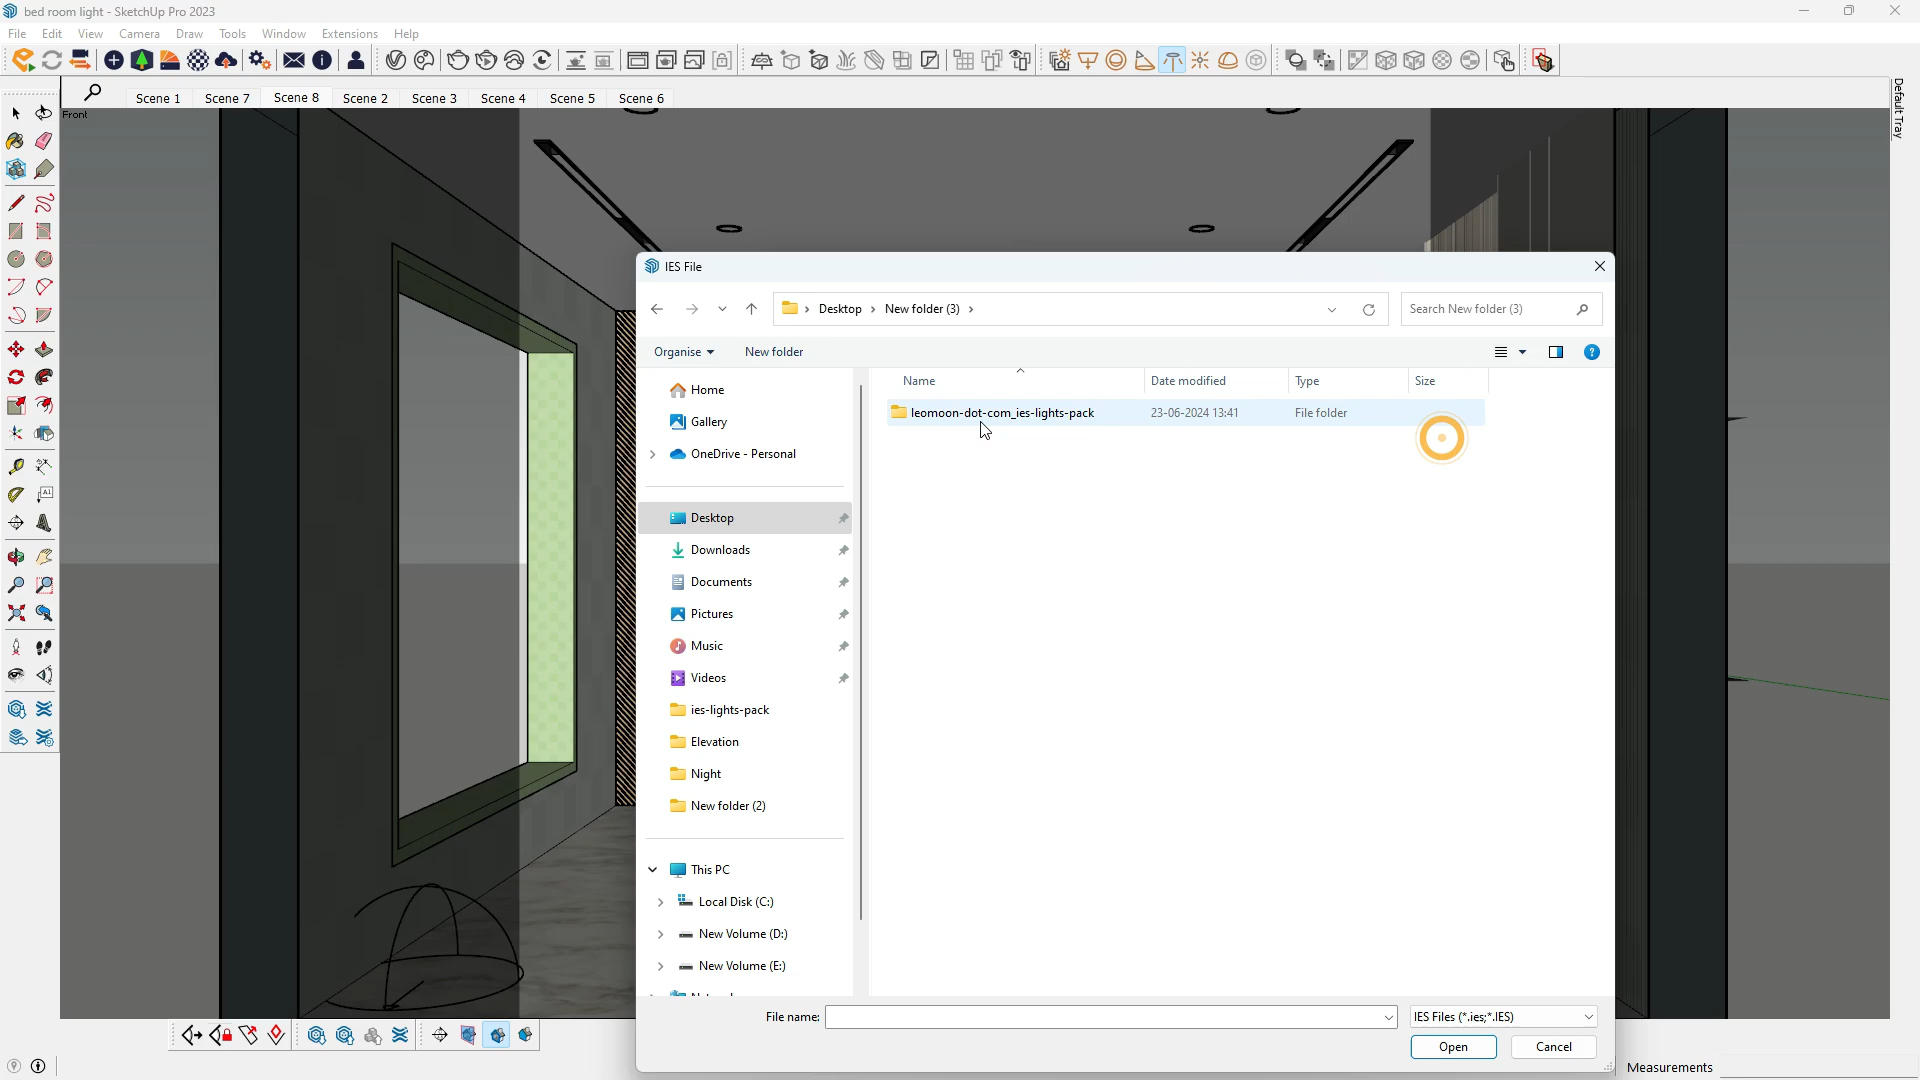 bed room light - SketchUp Pro 2023
File Edit View Camera Draw Tools Window Extensions Help
Scene 1 Scene 7 Scene 8 Scene 2 Scene 3 Scene 4 Scene 5 Scene 6
Default Tray
Front
IES File
Desktop New folder (3)
Search New folder (3)
Organise New folder
Name Date modified Type Size
leomoon-dot-com_ies-lights-pack 23-06-2024 13:41 File folder
Home
Gallery
OneDrive - Personal
Desktop
Downloads
Documents
Pictures
Music
Videos
ies-lights-pack
Elevation
Night
New folder (2)
This PC
Local Disk (C:)
New Volume (D:)
New Volume (E:)
File name: IES Files (*.ies;*.IES)
Open Cancel
Measurements